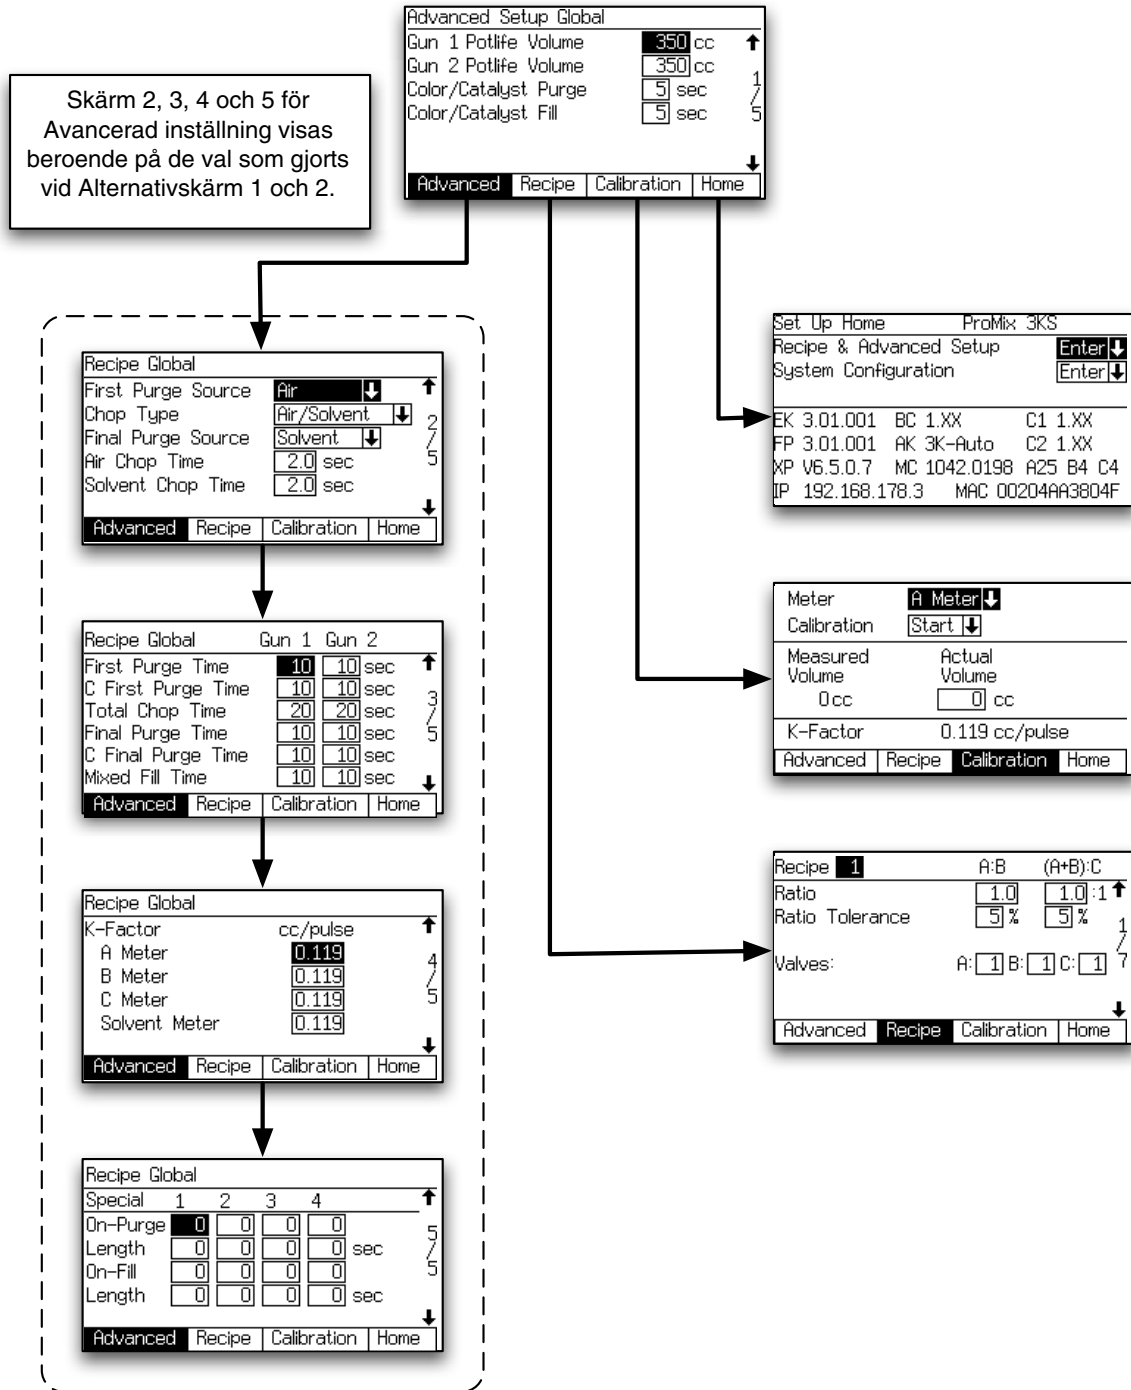 Advanced Setup Global
Gun 1 Potlife Volume 350 cc
Gun 2 Potlife Volume 350 cc
Color/Catalyst Purge 5 sec
Color/Catalyst Fill 5 sec
1/5
Advanced Recipe Calibration Home
Skärm 2, 3, 4 och 5 för
Avancerad inställning visas
beroende på de val som gjorts
vid Alternativskärm 1 och 2.
Recipe Global
First Purge Source Air
Chop Type Air/Solvent
Final Purge Source Solvent
Air Chop Time 2.0 sec
Solvent Chop Time 2.0 sec
2/5
Advanced Recipe Calibration Home
Recipe Global Gun 1 Gun 2
First Purge Time 10 10 sec
C First Purge Time 10 10 sec
Total Chop Time 20 20 sec
Final Purge Time 10 10 sec
C Final Purge Time 10 10 sec
Mixed Fill Time 10 10 sec
3/5
Advanced Recipe Calibration Home
Recipe Global
K-Factor cc/pulse
A Meter 0.119
B Meter 0.119
C Meter 0.119
Solvent Meter 0.119
4/5
Advanced Recipe Calibration Home
Recipe Global
Special 1 2 3 4
On-Purge 0 0 0 0
Length 0 0 0 0 sec
On-Fill 0 0 0 0
Length 0 0 0 0 sec
5/5
Advanced Recipe Calibration Home
Set Up Home ProMix 3KS
Recipe & Advanced Setup Enter
System Configuration Enter
EK 3.01.001 BC 1.XX C1 1.XX
FP 3.01.001 AK 3K-Auto C2 1.XX
XP V6.5.0.7 MC 1042.0198 A25 B4 C4
IP 192.168.178.3 MAC 00204AA3804F
Meter A Meter
Calibration Start
Measured Actual
Volume Volume
0 cc 0 cc
K-Factor 0.119 cc/pulse
Advanced Recipe Calibration Home
Recipe 1 A:B (A+B):C
Ratio 1.0 1.0 :1
Ratio Tolerance 5 % 5 %
1/7
Valves: A: 1 B: 1 C: 1
Advanced Recipe Calibration Home